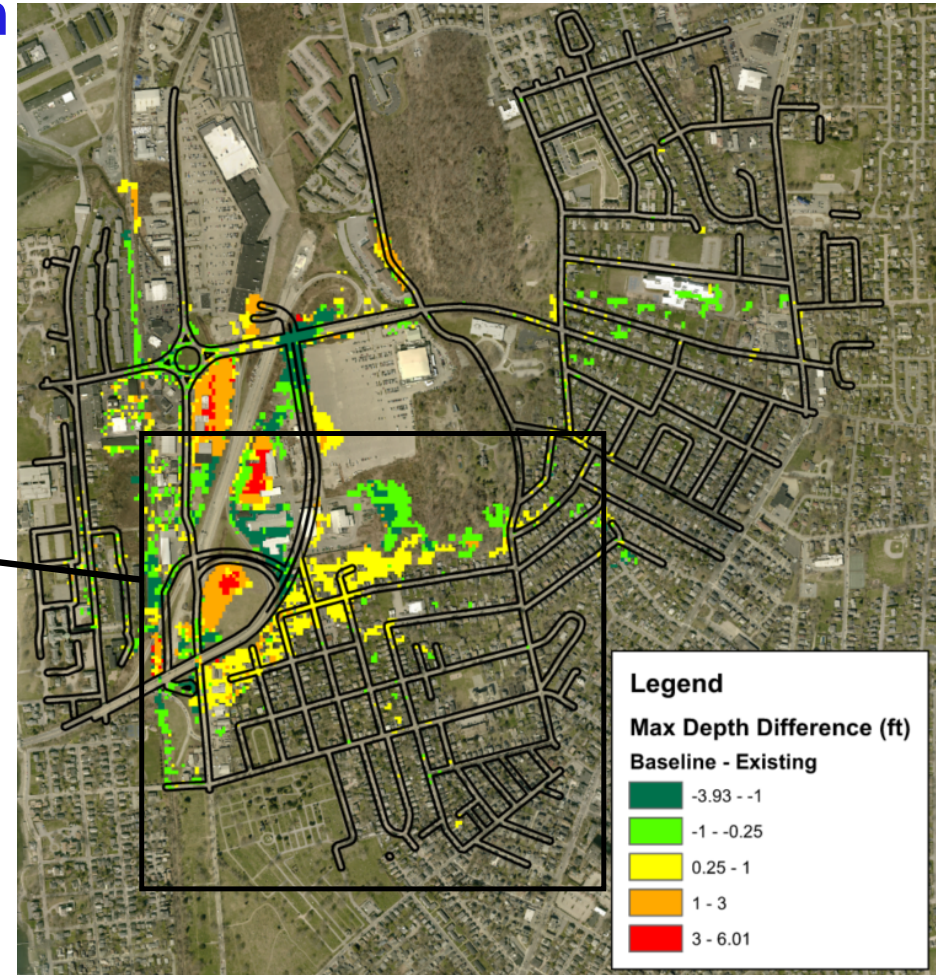 Legend
Max Depth Difference (ft)
Baseline - Existing
-3.93 - -1
-1 - -0.25
0.25 - 1
1 - 3
3 - 6.01